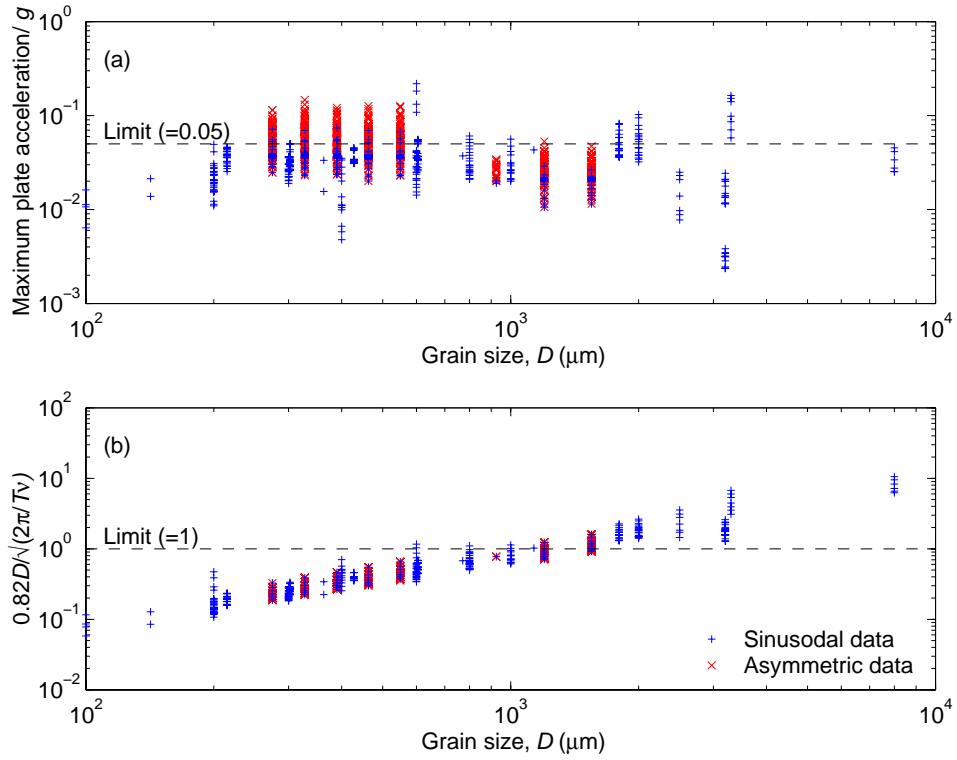 (a)
Limit (=0.05)
Maximum plate acceleration/ g
10^0
10^-1
10^-2
10^-3
10^2
10^3
10^4
Grain size, D (μm)
(b)
Limit (=1)
0.82D/√(2π/Tν)
10^2
10^1
10^0
10^-1
10^-2
Sinusodal data
Asymmetric data
10^2
10^3
10^4
Grain size, D (μm)